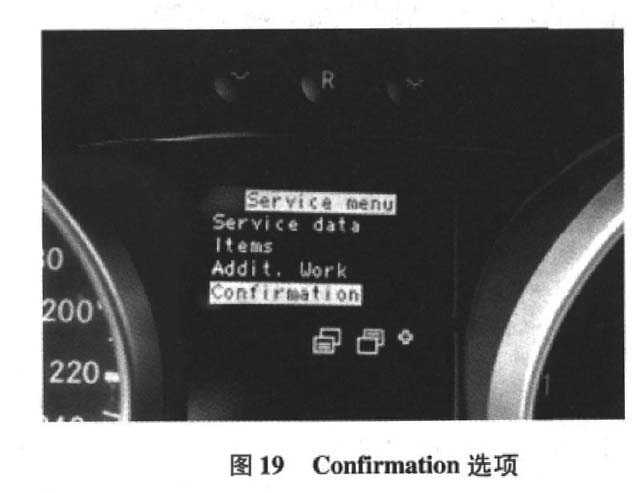 R
Service menu
Service data
Items
Addit. Work
Confirmation
200
220
图 19 Confirmation 选项